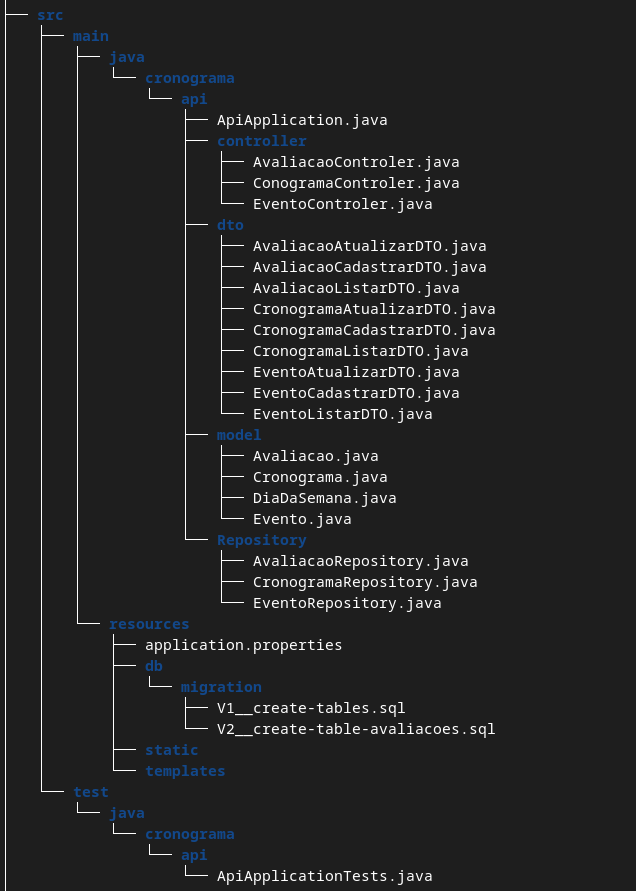 src
main
java
cronograma
api
ApiApplication.java
controller
AvaliacaoControler.java
ConogramaControler.java
EventoControler.java
dto
AvaliacaoAtualizarDTO.java
AvaliacaoCadastrarDTO.java
AvaliacaoListarDTO.java
CronogramaAtualizarDTO.java
CronogramaCadastrarDTO.java
CronogramaListarDTO.java
EventoAtualizarDTO.java
EventoCadastrarDTO.java
EventoListarDTO.java
model
Avaliacao.java
Cronograma.java
DiaDaSemana.java
Evento.java
Repository
AvaliacaoRepository.java
CronogramaRepository.java
EventoRepository.java
resources
application.properties
db
migration
V1__create-tables.sql
V2__create-table-avaliacoes.sql
static
templates
test
java
cronograma
api
ApiApplicationTests.java